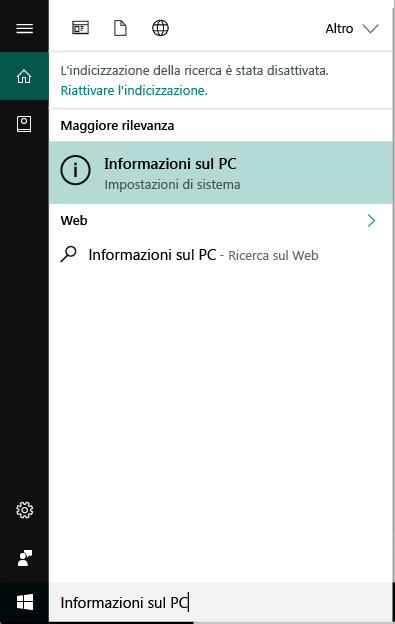 Altro
L'indicizzazione della ricerca è stata disattivata.
Riattivare l'indicizzazione.
Maggiore rilevanza
Informazioni sul PC
Impostazioni di sistema
Web
Informazioni sul PC - Ricerca sul Web
Informazioni sul PC